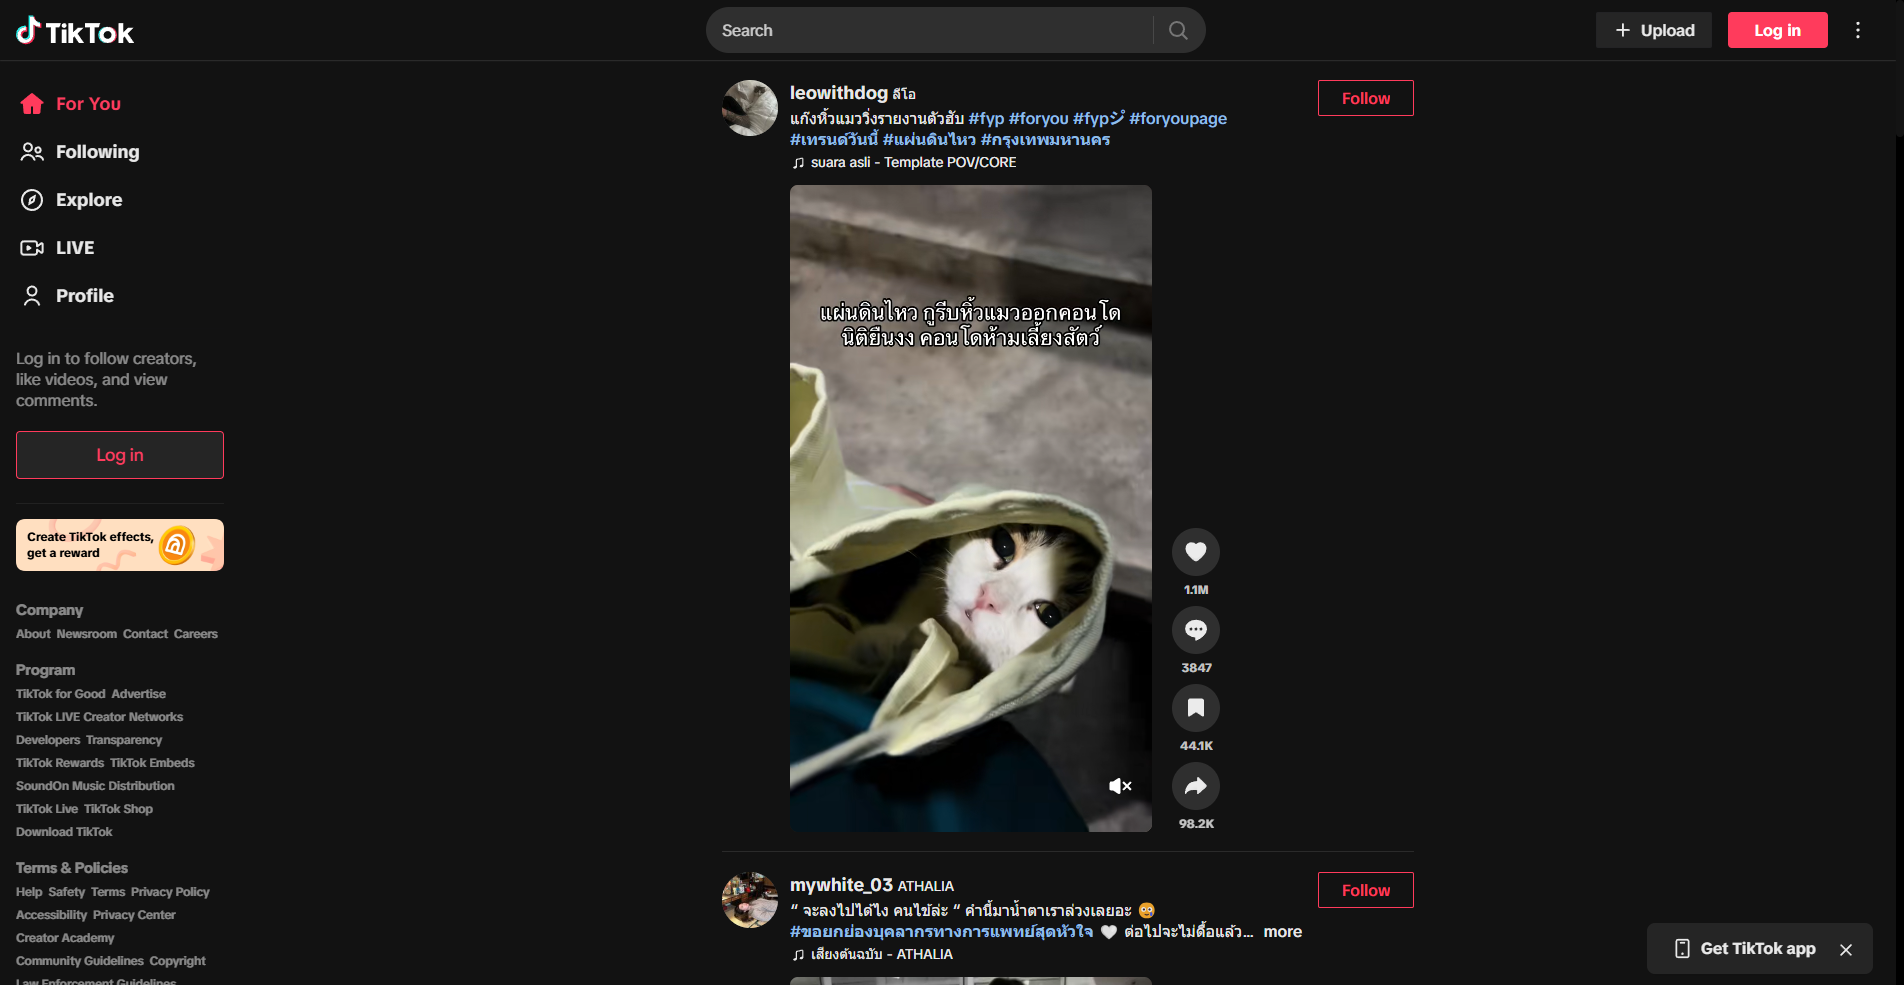 TikTok
Search
Upload
Log in
For You
Following
Explore
LIVE
Profile
Log in to follow creators,
like videos, and view
comments.
Log in
Create TikTok effects,
get a reward
Company
About Newsroom Contact Careers
Program
TikTok for Good Advertise
TikTok LIVE Creator Networks
Developers Transparency
TikTok Rewards TikTok Embeds
SoundOn Music Distribution
TikTok Live TikTok Shop
Download TikTok
Terms & Policies
Help Safety Terms Privacy Policy
Accessibility Privacy Center
Creator Academy
Community Guidelines Copyright
Law Enforcement Guidelines
leowithdog ลีโอ
Follow
แก๊งหิ้วแมววิ่งรายงานตัวฮับ #fyp #foryou #fypシ #foryoupage
#เทรนด์วันนี้ #แผ่นดินไหว #กรุงเทพมหานคร
suara asli - Template POV/CORE
แผ่นดินไหว กูรีบหิ้วแมวออกคอนโด
นิติยืนงง คอนโดห้ามเลี้ยงสัตว์
1.1M
3847
44.1K
98.2K
mywhite_03 ATHALIA
Follow
“ จะลงไปได้ไง คนไข้ล่ะ “ คำนี้มาน้ำตาเราล่วงเลยอะ 🥹
#ขอยกย่องบุคลากรทางการแพทย์สุดหัวใจ 🤍 ต่อไปจะไม่ดื้อแล้ว... more
เสียงต้นฉบับ - ATHALIA
Get TikTok app